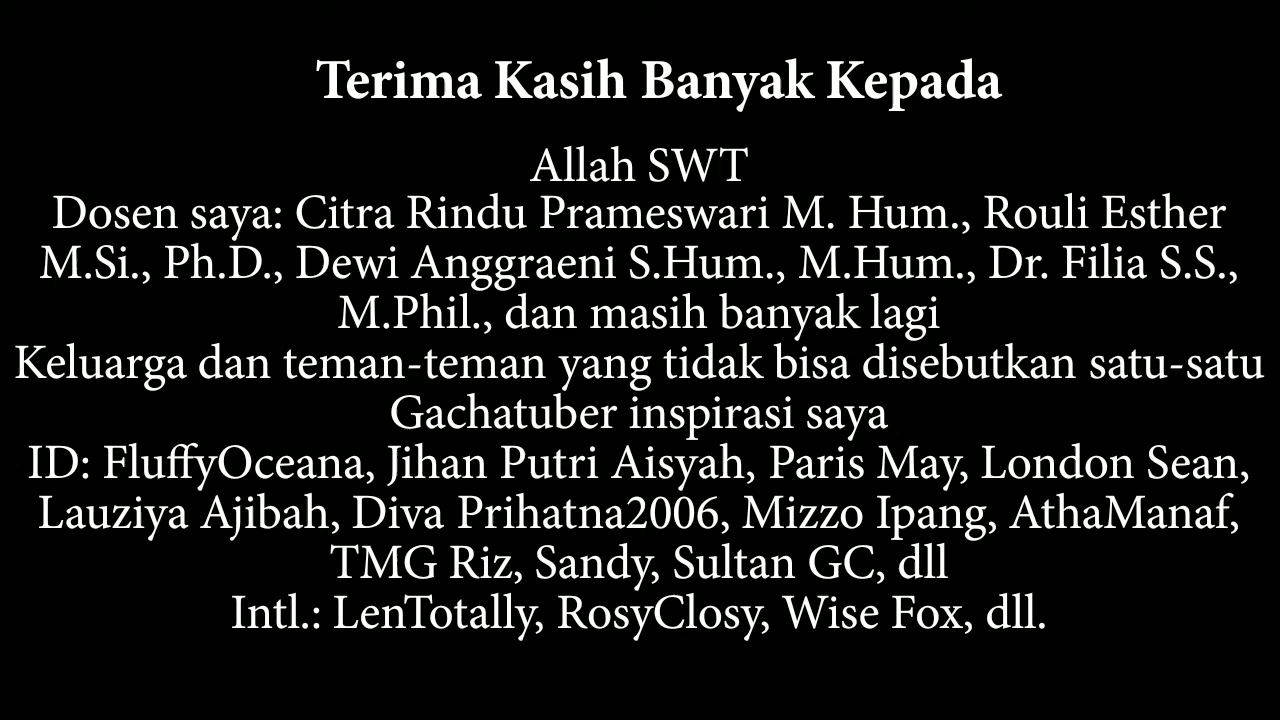 Terima Kasih Banyak Kepada
Allah SWT
Dosen saya: Citra Rindu Prameswari M. Hum., Rouli Esther
M.Si., Ph.D., Dewi Anggraeni S.Hum., M.Hum., Dr. Filia S.S.,
M.Phil., dan masih banyak lagi
Keluarga dan teman-teman yang tidak bisa disebutkan satu-satu
Gachatuber inspirasi saya
ID: FluffyOceana, Jihan Putri Aisyah, Paris May, London Sean,
Lauziya Ajibah, Diva Prihatna2006, Mizzo Ipang, AthaManaf,
TMG Riz, Sandy, Sultan GC, dll
Intl.: LenTotally, RosyClosy, Wise Fox, dll.